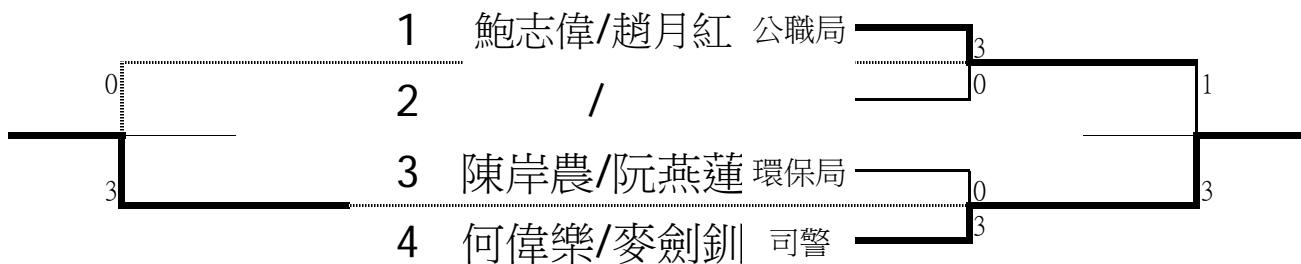 1 鮑志偉/趙月紅 公職局
3
0 0 1
2 /
3 陳岸農/阮燕蓮 環保局
3 0 3
4 何偉樂/麥劍釧 司警 3